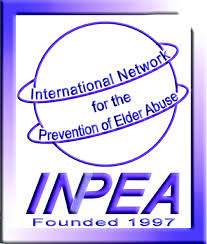 International Network
for the
Prevention of Elder Abuse
INPEA
Founded 1997